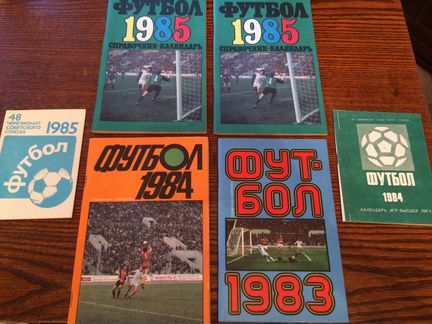 ФУТБОЛ
1985
СПРАВОЧНИК-КАЛЕНДАРЬ
ФУТБОЛ
1985
СПРАВОЧНИК-КАЛЕНДАРЬ
48
ЧЕМПИОНАТ
СОВЕТСКОГО
СОЮЗА
1985
футбол
ФУТБОЛ
1984
ФУТ-
БОЛ
1983
ФУТБОЛ
1984
КАЛЕНДАРЬ ИГР ВЫСШЕЙ ЛИГИ